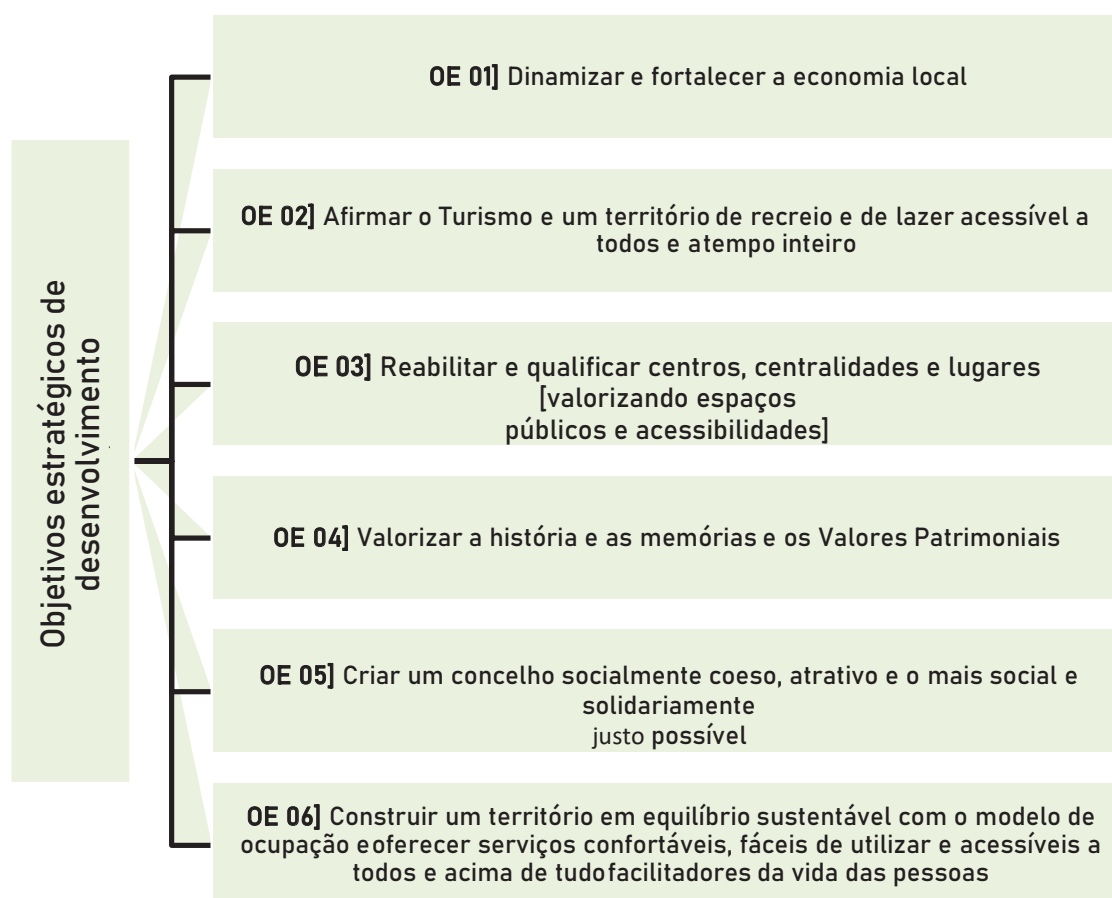 Objetivos estratégicos de
desenvolvimento
OE 01] Dinamizar e fortalecer a economia local
OE 02] Afirmar o Turismo e um território de recreio e de lazer acessível a
todos e atempo inteiro
OE 03] Reabilitar e qualificar centros, centralidades e lugares
[valorizando espaços
públicos e acessibilidades]
OE 04] Valorizar a história e as memórias e os Valores Patrimoniais
OE 05] Criar um concelho socialmente coeso, atrativo e o mais social e
solidariamente
justo possível
OE 06] Construir um território em equilíbrio sustentável com o modelo de
ocupação eoferecer serviços confortáveis, fáceis de utilizar e acessíveis a
todos e acima de tudofacilitadores da vida das pessoas